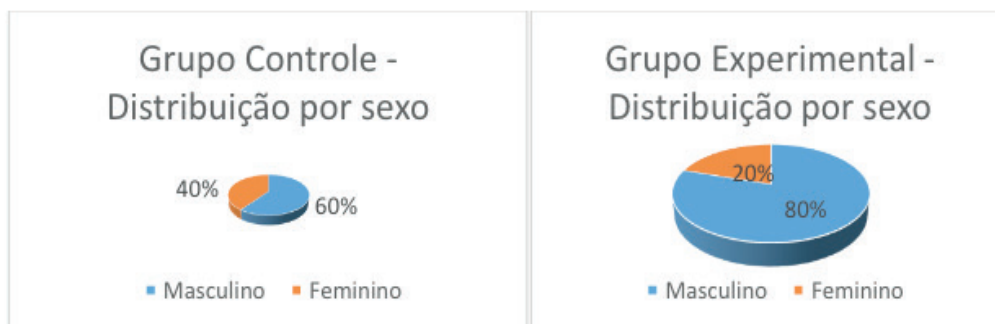 Grupo Controle -
Distribuição por sexo
40%
60%
Masculino Feminino
Grupo Experimental -
Distribuição por sexo
20%
80%
Masculino Feminino